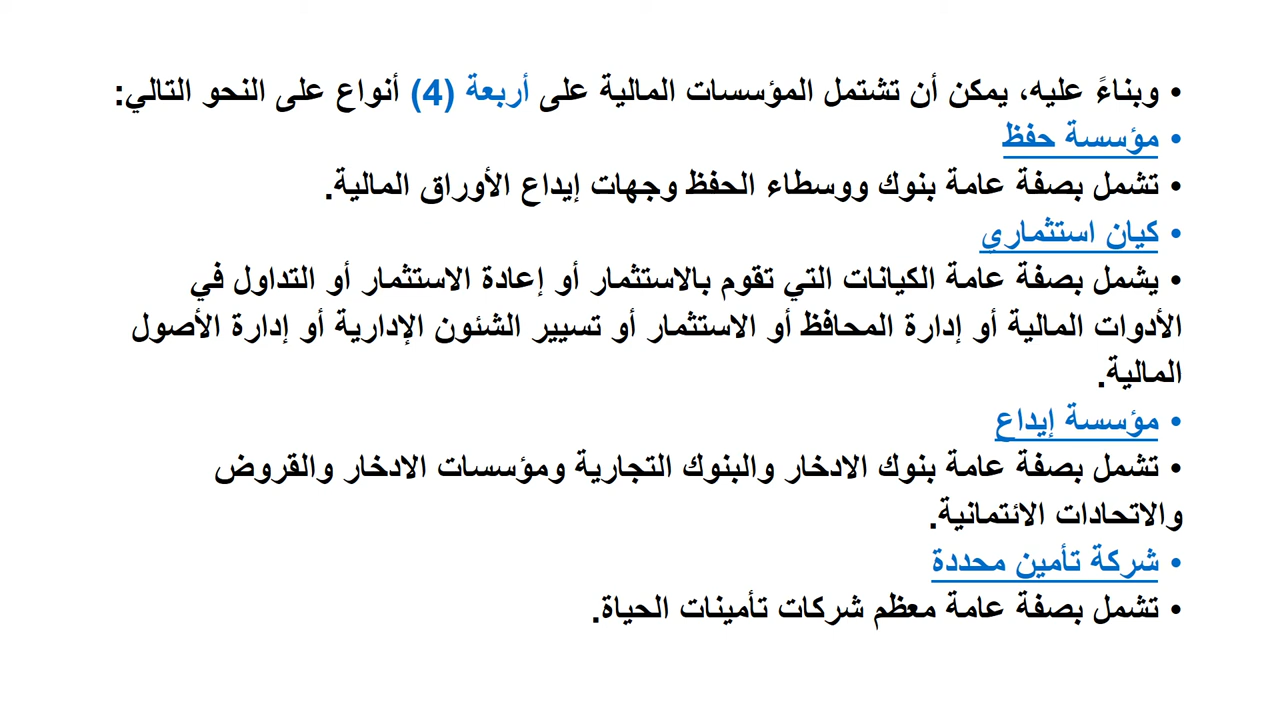 • وبناءً عليه، يمكن أن تشتمل المؤسسات المالية على أربعة (4) أنواع على النحو التالي:
• مؤسسة حفظ
• تشمل بصفة عامة بنوك ووسطاء الحفظ وجهات إيداع الأوراق المالية.
• كيان استثماري
• يشمل بصفة عامة الكيانات التي تقوم بالاستثمار أو إعادة الاستثمار أو التداول في
الأدوات المالية أو إدارة المحافظ أو الاستثمار أو تسيير الشئون الإدارية أو إدارة الأصول
المالية.
• مؤسسة إيداع
• تشمل بصفة عامة بنوك الادخار والبنوك التجارية ومؤسسات الادخار والقروض
والاتحادات الائتمانية.
• شركة تأمين محددة
• تشمل بصفة عامة معظم شركات تأمينات الحياة.